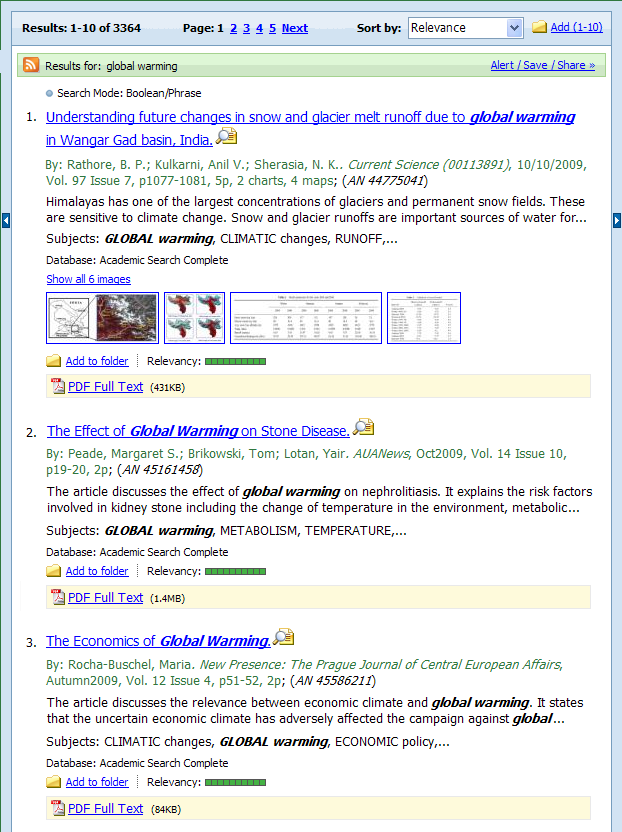 Results: 1-10 of 3364 Page: 1 2 3 4 5 Next Sort by: Relevance Add (1-10)
Results for: global warming Alert / Save / Share »
Search Mode: Boolean/Phrase
1. Understanding future changes in snow and glacier melt runoff due to global warming
in Wangar Gad basin, India.
By: Rathore, B. P.; Kulkarni, Anil V.; Sherasia, N. K.. Current Science (00113891), 10/10/2009,
Vol. 97 Issue 7, p1077-1081, 5p, 2 charts, 4 maps; (AN 44775041)
Himalayas has one of the largest concentrations of glaciers and permanent snow fields. These
are sensitive to climate change. Snow and glacier runoffs are important sources of water for...
Subjects: GLOBAL warming, CLIMATIC changes, RUNOFF,...
Database: Academic Search Complete
Show all 6 images
Add to folder Relevancy:
PDF Full Text (431KB)
2. The Effect of Global Warming on Stone Disease.
By: Peade, Margaret S.; Brikowski, Tom; Lotan, Yair. AUANews, Oct2009, Vol. 14 Issue 10,
p19-20, 2p; (AN 45161458)
The article discusses the effect of global warming on nephrolitiasis. It explains the risk factors
involved in kidney stone including the change of temperature in the environment, metabolic...
Subjects: GLOBAL warming, METABOLISM, TEMPERATURE,...
Database: Academic Search Complete
Add to folder Relevancy:
PDF Full Text (1.4MB)
3. The Economics of Global Warming.
By: Rocha-Buschel, Maria. New Presence: The Prague Journal of Central European Affairs,
Autumn2009, Vol. 12 Issue 4, p51-52, 2p; (AN 45586211)
The article discusses the relevance between economic climate and global warming. It states
that the uncertain economic climate has adversely affected the campaign against global...
Subjects: CLIMATIC changes, GLOBAL warming, ECONOMIC policy,...
Database: Academic Search Complete
Add to folder Relevancy:
PDF Full Text (84KB)